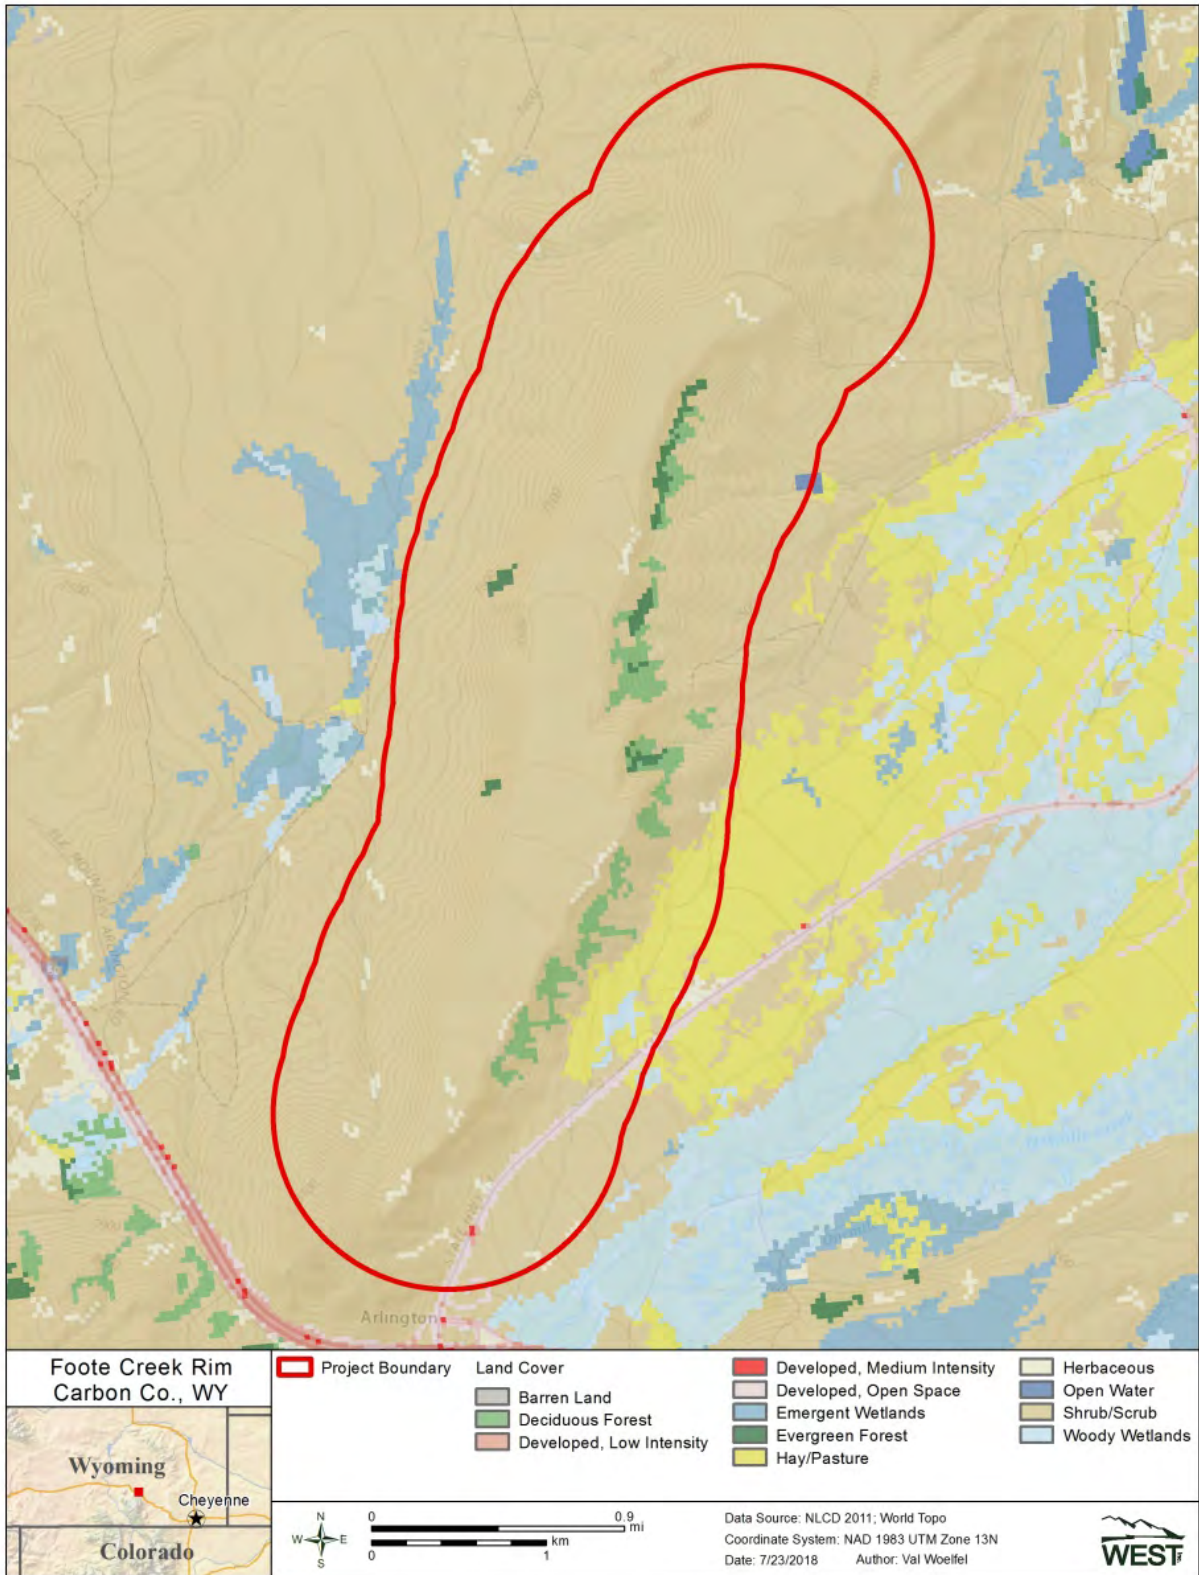 Arlington
Foote Creek Rim
Carbon Co., WY
Wyoming
Cheyenne
Colorado
Project Boundary
Land Cover
Barren Land
Deciduous Forest
Developed, Low Intensity
Developed, Medium Intensity
Developed, Open Space
Emergent Wetlands
Evergreen Forest
Hay/Pasture
Herbaceous
Open Water
Shrub/Scrub
Woody Wetlands
N
W E
S
0 0.9
mi
km
0 1
Data Source: NLCD 2011; World Topo
Coordinate System: NAD 1983 UTM Zone 13N
Date: 7/23/2018 Author: Val Woelfel
WEST